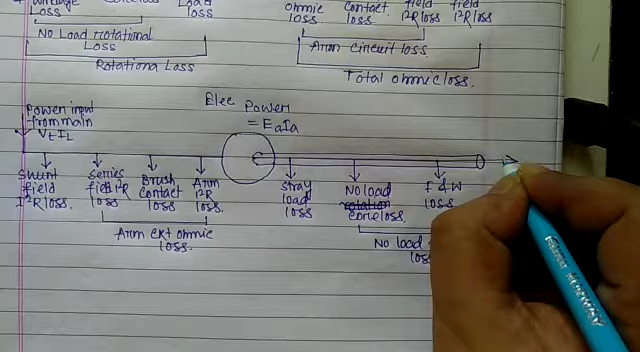 Loss
Load
loss
No Load rotational
Loss
Rotational Loss
Ohmic
loss.
Contact
loss.
field
I²R loss
field
I²R loss
Arm circuit loss.
Total ohmic loss.
Power input
from main
VtIL
Elec Power
= EaIa
Shunt
field
I²R loss.
Series
field I²R
loss
Brush
Contact
loss
Arm
I²R
loss.
Arm ckt ohmic
loss.
Stray
load
loss
No load
rotation
core loss.
F & W
loss
No load
loss